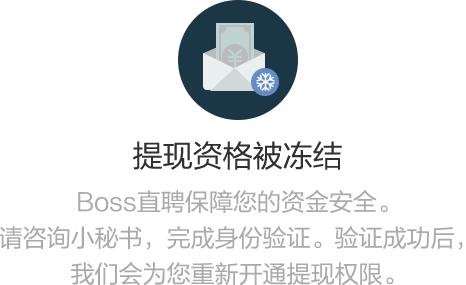 提现资格被冻结
Boss直聘保障您的资金安全。
请咨询小秘书，完成身份验证。验证成功后，
我们会为您重新开通提现权限。